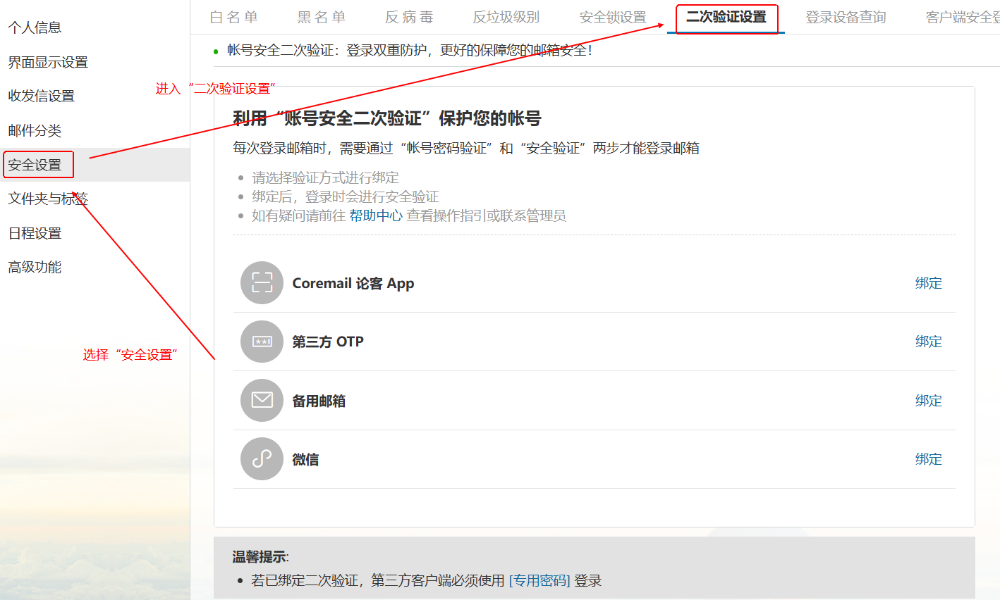 个人信息
界面显示设置
收发信设置
邮件分类
安全设置
文件夹与标签
日程设置
高级功能
选择“安全设置”
进入“二次验证设置”
白 名 单 黑 名 单 反 病 毒 反垃圾级别 安全锁设置 二次验证设置 登录设备查询 客户端安全登
帐号安全二次验证：登录双重防护，更好的保障您的邮箱安全！
利用“账号安全二次验证”保护您的帐号
每次登录邮箱时，需要通过“帐号密码验证”和“安全验证”两步才能登录邮箱
请选择验证方式进行绑定
绑定后，登录时会进行安全验证
如有疑问请前往 帮助中心 查看操作指引或联系管理员
Coremail 论客 App 绑定
第三方 OTP 绑定
备用邮箱 绑定
微信 绑定
温馨提示:
若已绑定二次验证，第三方客户端必须使用 [专用密码] 登录